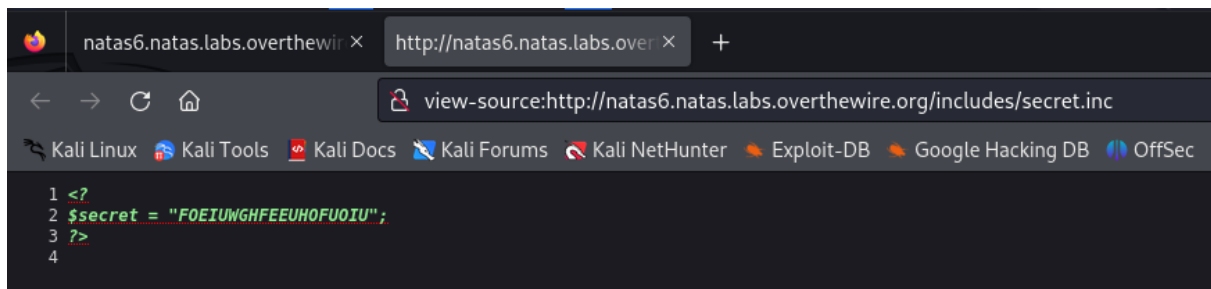 natas6.natas.labs.overthewir
http://natas6.natas.labs.over
view-source:http://natas6.natas.labs.overthewire.org/includes/secret.inc
Kali Linux Kali Tools Kali Docs Kali Forums Kali NetHunter Exploit-DB Google Hacking DB OffSec
1 <?
2 $secret = "FOEIUWGHFEEUHOFUOIU";
3 ?>
4